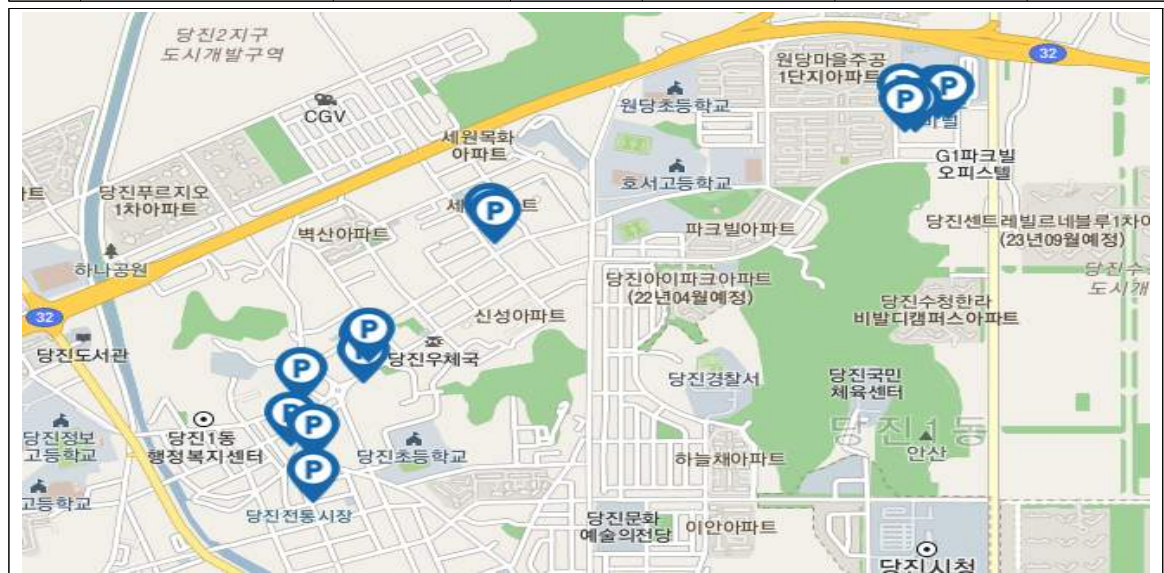 당진2지구
도시개발구역
CGV
32
원당마을주공
1단지아파트
원당초등학교
세원목화
아파트
G1파크빌
오피스텔
호서고등학교
당진푸르지오
1차아파트
벽산아파트
파크빌아파트
당진센트레빌르네블루1차아
(23년09월예정)
하나공원
당진아이파크아파트
(22년04월예정)
당진수
도시개
32
신성아파트
당진수청한라
비발디캠퍼스아파트
당진도서관
당진우체국
당진경찰서
당진국민
체육센터
당진정보
고등학교
당진1동
행정복지센터
당진초등학교
하늘채아파트
당진1동
안산
고등학교
당진전통시장
당진문화
예술의전당
이안아파트
당진시청
P
P
P
P
P
P
P
P
P